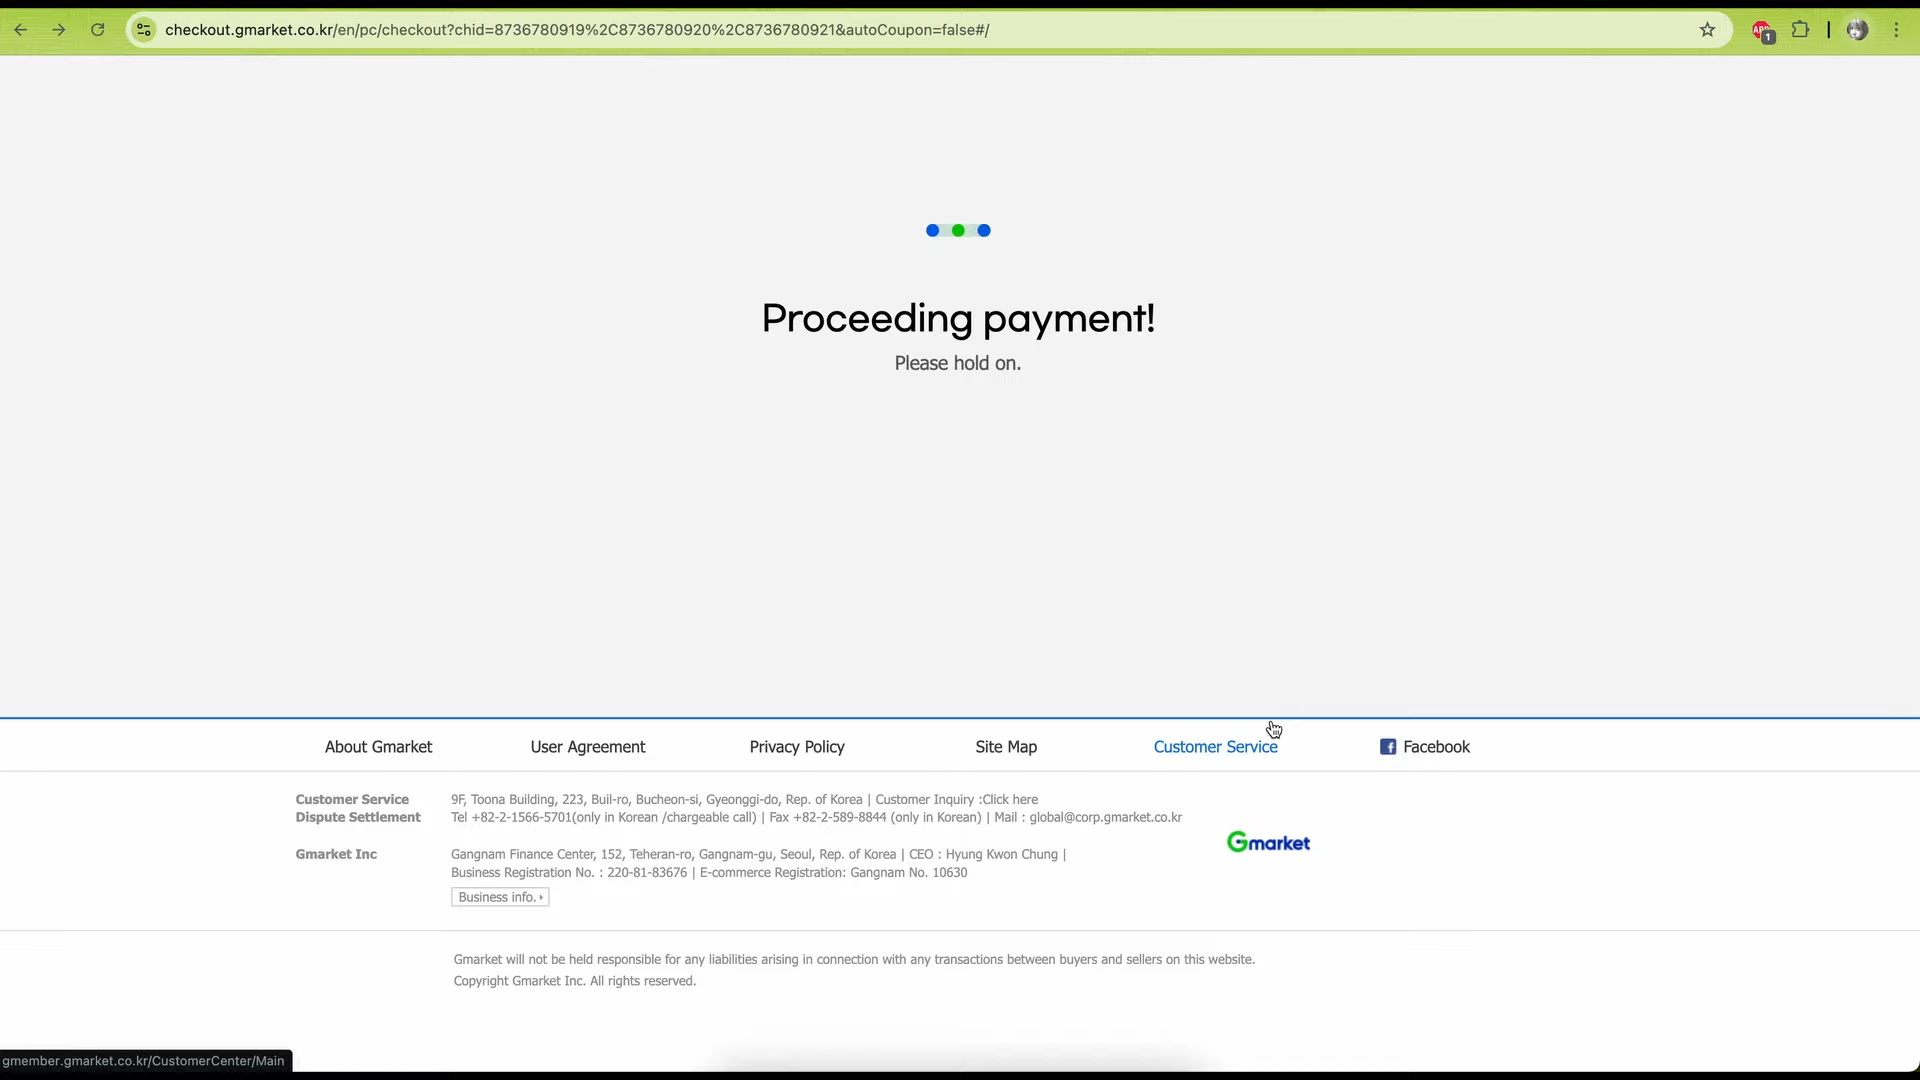 checkout.gmarket.co.kr/en/pc/checkout?chid=8736780919%2C8736780920%2C8736780921&autoCoupon=false#/
ABP
1
Proceeding payment!
Please hold on.
About Gmarket
User Agreement
Privacy Policy
Site Map
Customer Service
Facebook
Customer Service 9F, Toona Building, 223, Buil-ro, Bucheon-si, Gyeonggi-do, Rep. of Korea | Customer Inquiry :Click here
Dispute Settlement Tel +82-2-1566-5701(only in Korean /chargeable call) | Fax +82-2-589-8844 (only in Korean) | Mail : global@corp.gmarket.co.kr
Gmarket
Gmarket Inc Gangnam Finance Center, 152, Teheran-ro, Gangnam-gu, Seoul, Rep. of Korea | CEO : Hyung Kwon Chung |
Business Registration No. : 220-81-83676 | E-commerce Registration: Gangnam No. 10630
Business info.
Gmarket will not be held responsible for any liabilities arising in connection with any transactions between buyers and sellers on this website.
Copyright Gmarket Inc. All rights reserved.
gmember.gmarket.co.kr/CustomerCenter/Main